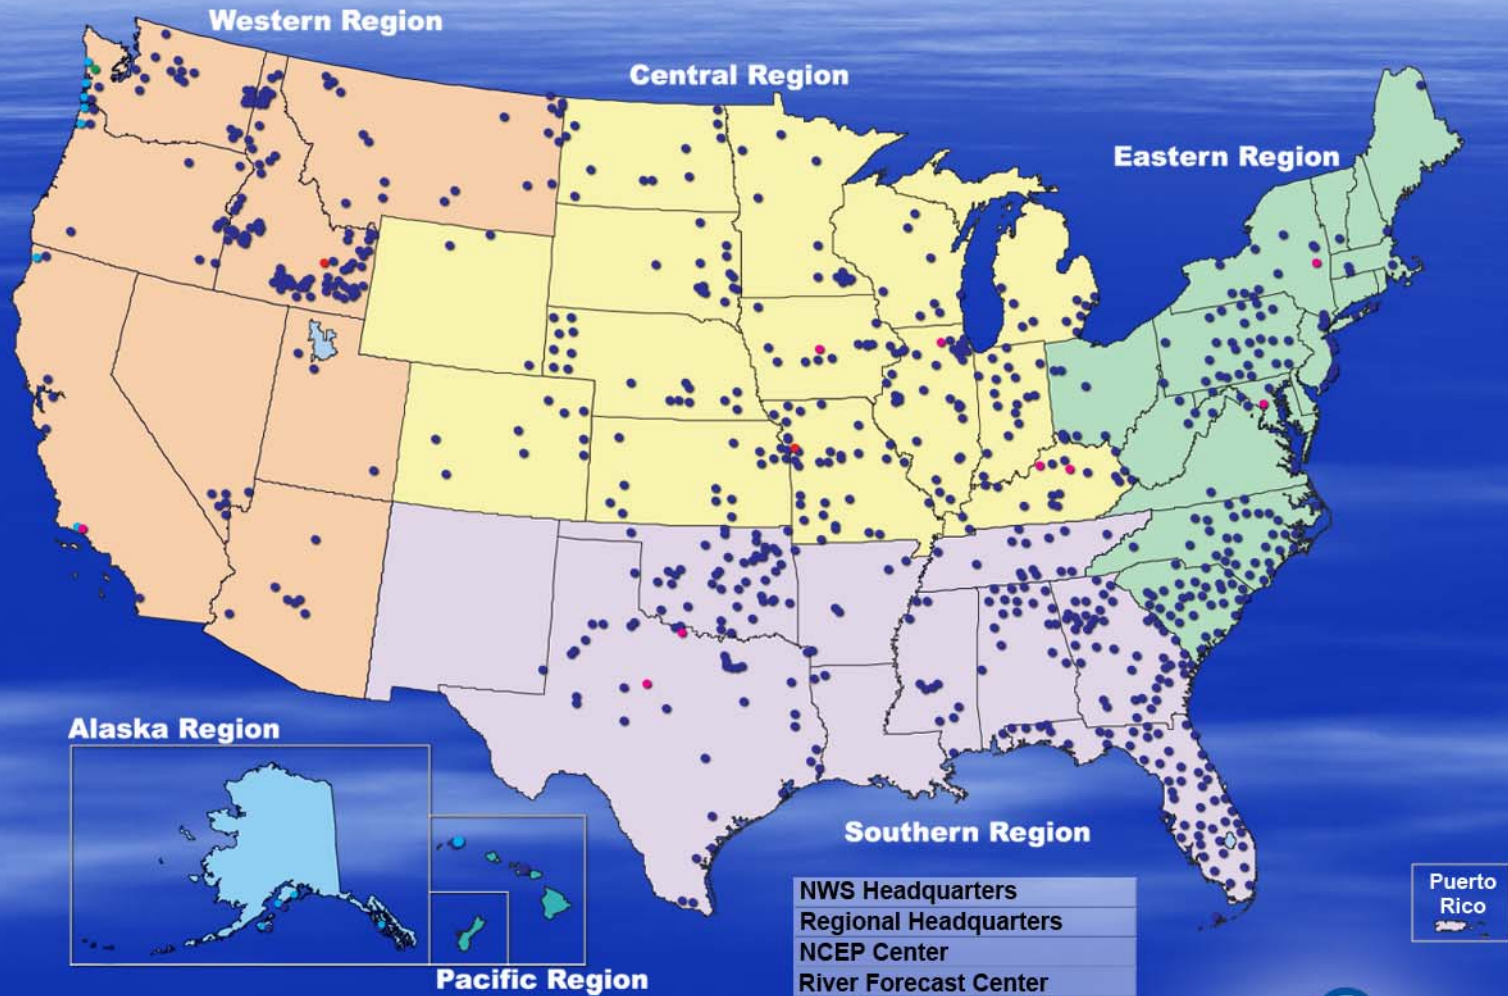 Western Region
Central Region
Eastern Region
Alaska Region
Southern Region
Puerto
Rico
NWS Headquarters
Regional Headquarters
NCEP Center
River Forecast Center
Pacific Region